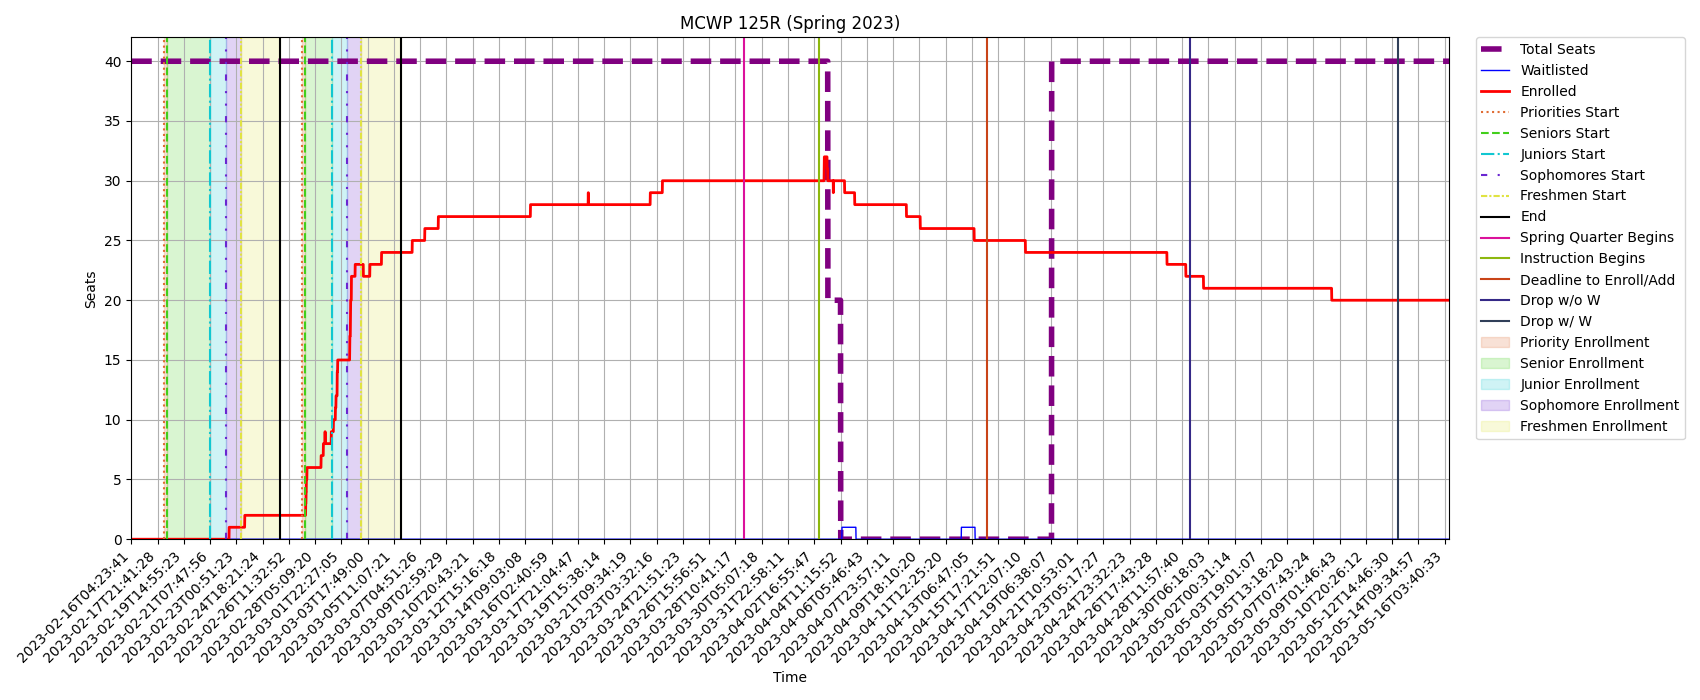 MCWP 125R (Spring 2023)
Seats
40
35
30
25
20
15
10
5
0
2023-02-16T04:23:41
2023-02-17T21:41:28
2023-02-19T14:55:23
2023-02-21T07:47:56
2023-02-23T00:51:23
2023-02-24T18:21:24
2023-02-26T11:32:52
2023-02-28T05:09:20
2023-03-01T22:27:05
2023-03-03T17:49:00
2023-03-05T11:07:21
2023-03-07T04:51:26
2023-03-09T02:59:29
2023-03-10T20:43:21
2023-03-12T15:16:18
2023-03-14T09:03:08
2023-03-16T02:40:59
2023-03-17T21:04:47
2023-03-19T15:38:14
2023-03-21T09:34:19
2023-03-23T03:32:16
2023-03-24T21:51:23
2023-03-26T15:56:51
2023-03-28T10:41:17
2023-03-30T05:07:18
2023-03-31T22:58:11
2023-04-02T16:55:47
2023-04-04T11:15:52
2023-04-06T05:46:43
2023-04-07T23:57:11
2023-04-09T18:10:20
2023-04-11T12:25:20
2023-04-13T06:47:05
2023-04-15T17:21:51
2023-04-17T12:07:10
2023-04-19T06:38:07
2023-04-21T10:53:01
2023-04-23T05:17:27
2023-04-24T23:32:23
2023-04-26T17:43:28
2023-04-28T11:57:40
2023-04-30T06:18:03
2023-05-02T00:31:14
2023-05-03T19:01:07
2023-05-05T13:18:20
2023-05-07T07:43:24
2023-05-09T01:46:43
2023-05-10T20:26:12
2023-05-12T14:46:30
2023-05-14T09:34:57
2023-05-16T03:40:33
Time
Total Seats
Waitlisted
Enrolled
Priorities Start
Seniors Start
Juniors Start
Sophomores Start
Freshmen Start
End
Spring Quarter Begins
Instruction Begins
Deadline to Enroll/Add
Drop w/o W
Drop w/ W
Priority Enrollment
Senior Enrollment
Junior Enrollment
Sophomore Enrollment
Freshmen Enrollment